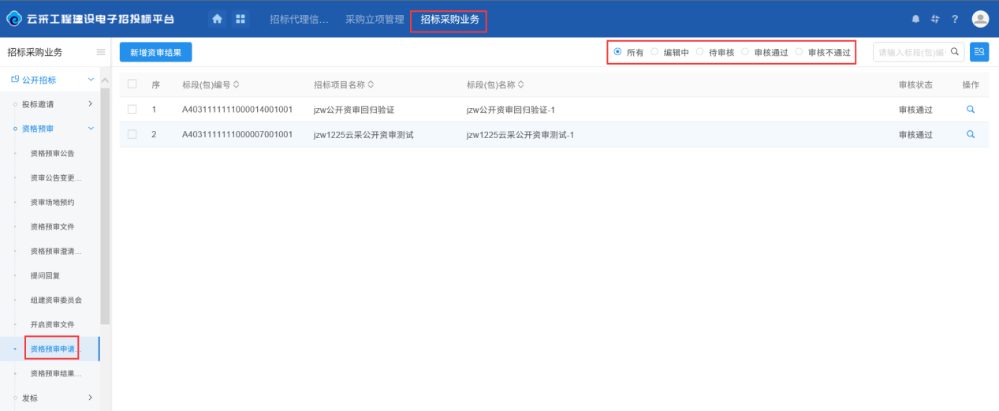 云采工程建设电子招投标平台
招标代理信... 采购立项管理 招标采购业务
招标采购业务
新增资审结果
所有 编辑中 待审核 审核通过 审核不通过
请输入标段(包)编
公开招标
投标邀请
资格预审
资格预审公告
资审公告变更...
资审场地预约
资格预审文件
资格预审澄清...
提问回复
组建资审委员会
开启资审文件
资格预审申请...
资格预审结果...
发标
序 标段(包)编号 招标项目名称 标段(包)名称 审核状态 操作
1 A4031111111000014001001 jzw公开资审回归验证 jzw公开资审回归验证-1 审核通过
2 A4031111111000007001001 jzw1225云采公开资审测试 jzw1225云采公开资审测试-1 审核通过